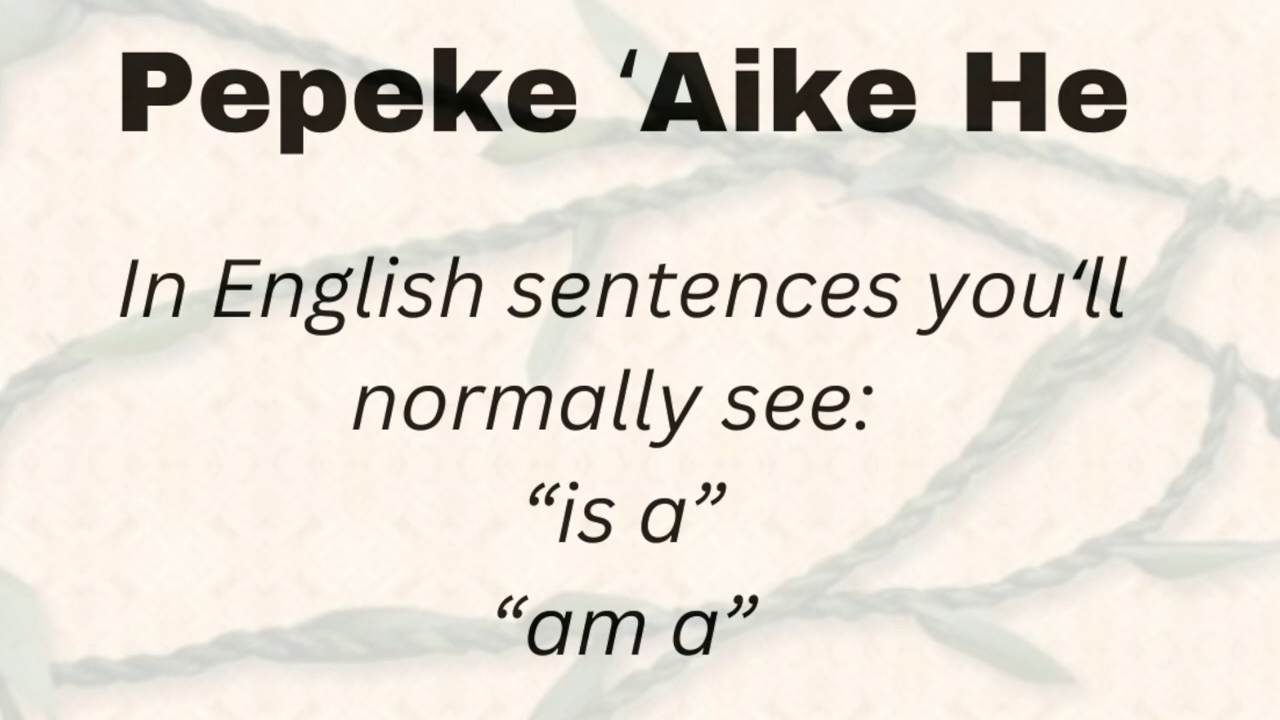 Pepeke ʻAike He
In English sentences you‘ll
normally see:
“is a”
“am a”